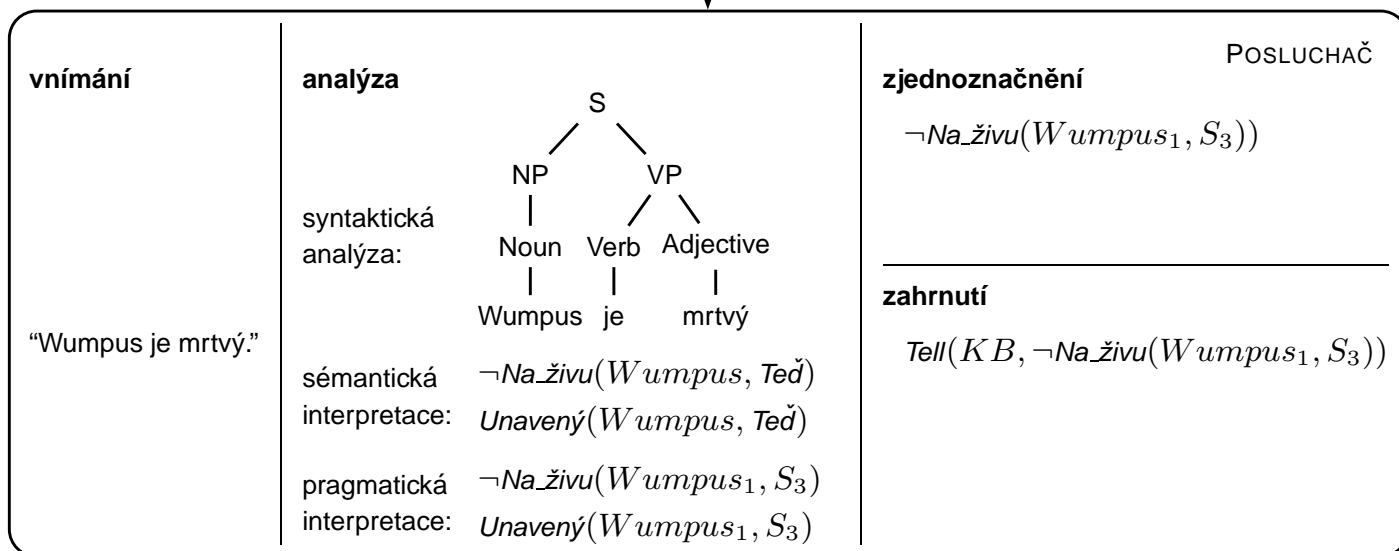 POSLUCHAČ
vnímání
“Wumpus je mrtvý.”
analýza
syntaktická
analýza:
S
NP VP
Noun Verb Adjective
Wumpus je mrtvý
sémantická ¬Na_živu(Wumpus, Teď)
interpretace: Unavený(Wumpus, Teď)
pragmatická ¬Na_živu(Wumpus₁, S₃)
interpretace: Unavený(Wumpus₁, S₃)
zjednoznačnění
¬Na_živu(Wumpus₁, S₃))
zahrnutí
Tell(KB, ¬Na_živu(Wumpus₁, S₃))